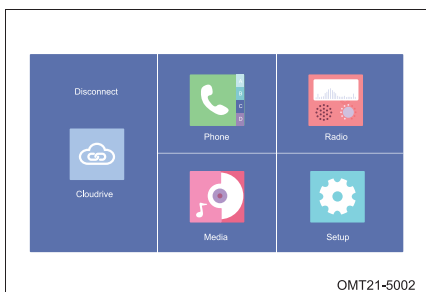 Disconnect
Cloudrive
A
B
C
D
Phone
Radio
Media
Setup
OMT21-5002